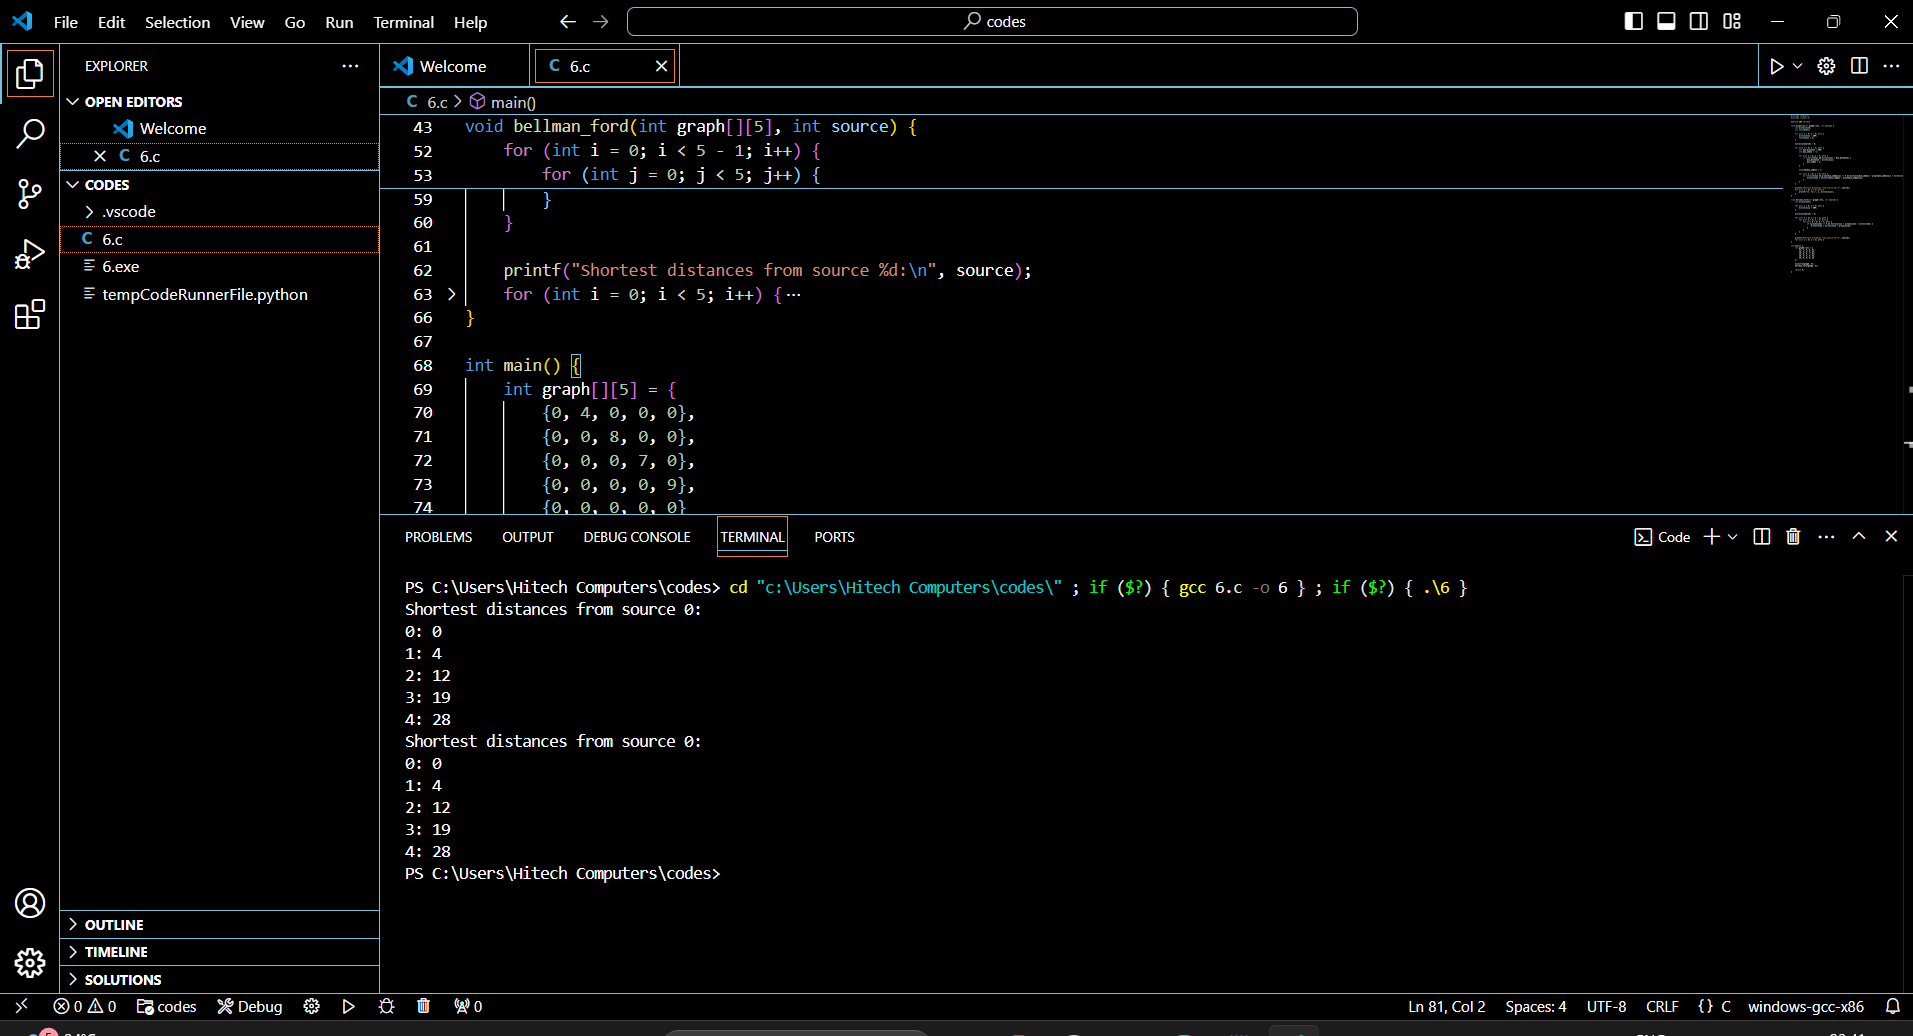 File Edit Selection View Go Run Terminal Help
codes
EXPLORER
OPEN EDITORS
Welcome
C 6.c
CODES
.vscode
C 6.c
6.exe
tempCodeRunnerFile.python
OUTLINE
TIMELINE
SOLUTIONS
Welcome
C 6.c
C 6.c > main()
43 void bellman_ford(int graph[][5], int source) {
52 for (int i = 0; i < 5 - 1; i++) {
53 for (int j = 0; j < 5; j++) {
59 }
60 }
61
62 printf("Shortest distances from source %d:\n", source);
63 for (int i = 0; i < 5; i++) {⋯
66 }
67
68 int main() {
69 int graph[][5] = {
70 {0, 4, 0, 0, 0},
71 {0, 0, 8, 0, 0},
72 {0, 0, 0, 7, 0},
73 {0, 0, 0, 0, 9},
74 {0, 0, 0, 0, 0}
PROBLEMS OUTPUT DEBUG CONSOLE TERMINAL PORTS
Code
PS C:\Users\Hitech Computers\codes> cd "c:\Users\Hitech Computers\codes\" ; if ($?) { gcc 6.c -o 6 } ; if ($?) { .\6 }
Shortest distances from source 0:
0: 0
1: 4
2: 12
3: 19
4: 28
Shortest distances from source 0:
0: 0
1: 4
2: 12
3: 19
4: 28
PS C:\Users\Hitech Computers\codes>
0 0 codes Debug 0
Ln 81, Col 2 Spaces: 4 UTF-8 CRLF {} C windows-gcc-x86